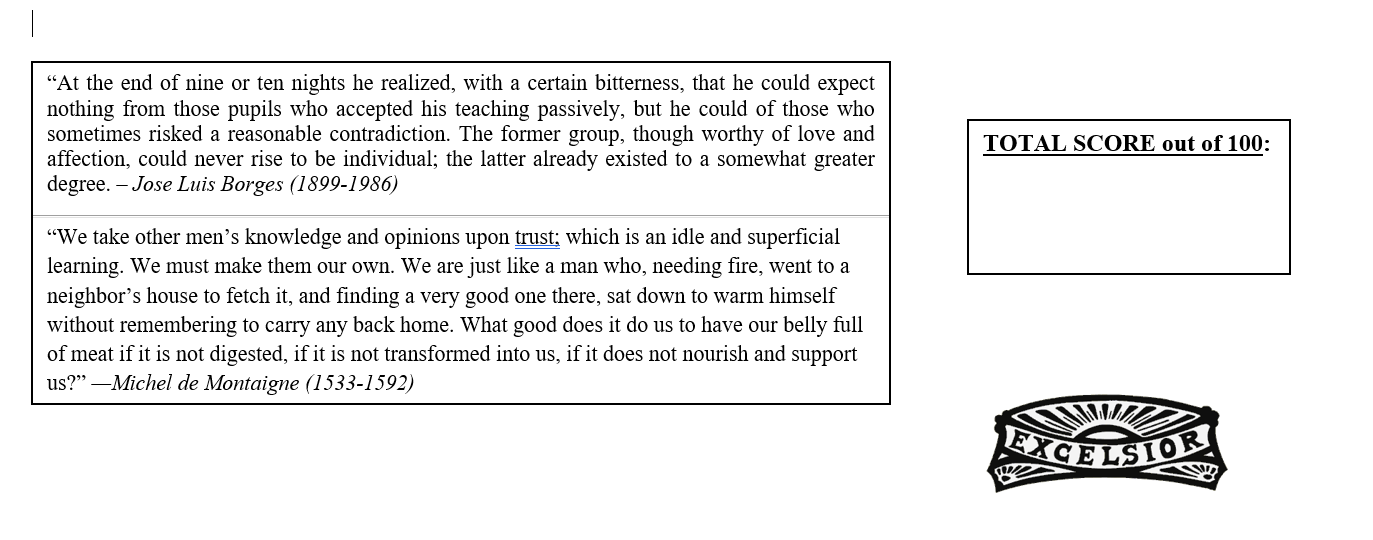 “At the end of nine or ten nights he realized, with a certain bitterness, that he could expect
nothing from those pupils who accepted his teaching passively, but he could of those who
sometimes risked a reasonable contradiction. The former group, though worthy of love and
affection, could never rise to be individual; the latter already existed to a somewhat greater
degree. – Jose Luis Borges (1899-1986)
“We take other men’s knowledge and opinions upon trust; which is an idle and superficial
learning. We must make them our own. We are just like a man who, needing fire, went to a
neighbor’s house to fetch it, and finding a very good one there, sat down to warm himself
without remembering to carry any back home. What good does it do us to have our belly full
of meat if it is not digested, if it is not transformed into us, if it does not nourish and support
us?” —Michel de Montaigne (1533-1592)
TOTAL SCORE out of 100:
EXCELSIOR